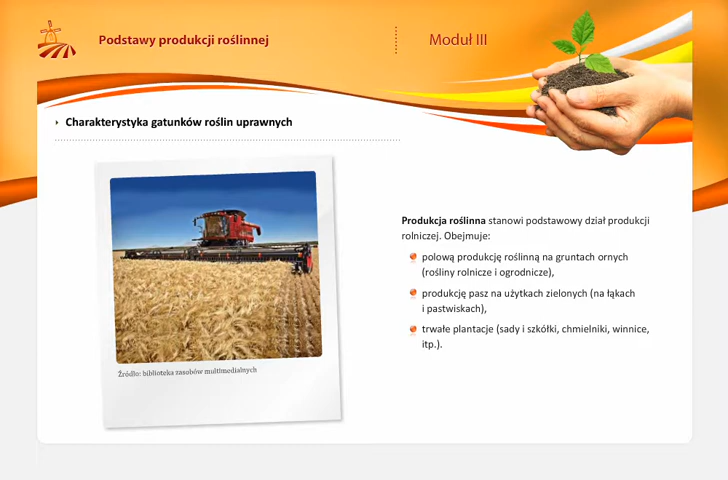 Podstawy produkcji roślinnej
Moduł III
Charakterystyka gatunków roślin uprawnych
Źródło: biblioteka zasobów multimedialnych
Produkcja roślinna stanowi podstawowy dział produkcji
rolniczej. Obejmuje:
polową produkcję roślinną na gruntach ornych
(rośliny rolnicze i ogrodnicze),
produkcję pasz na użytkach zielonych (na łąkach
i pastwiskach),
trwałe plantacje (sady i szkółki, chmielniki, winnice,
itp.).